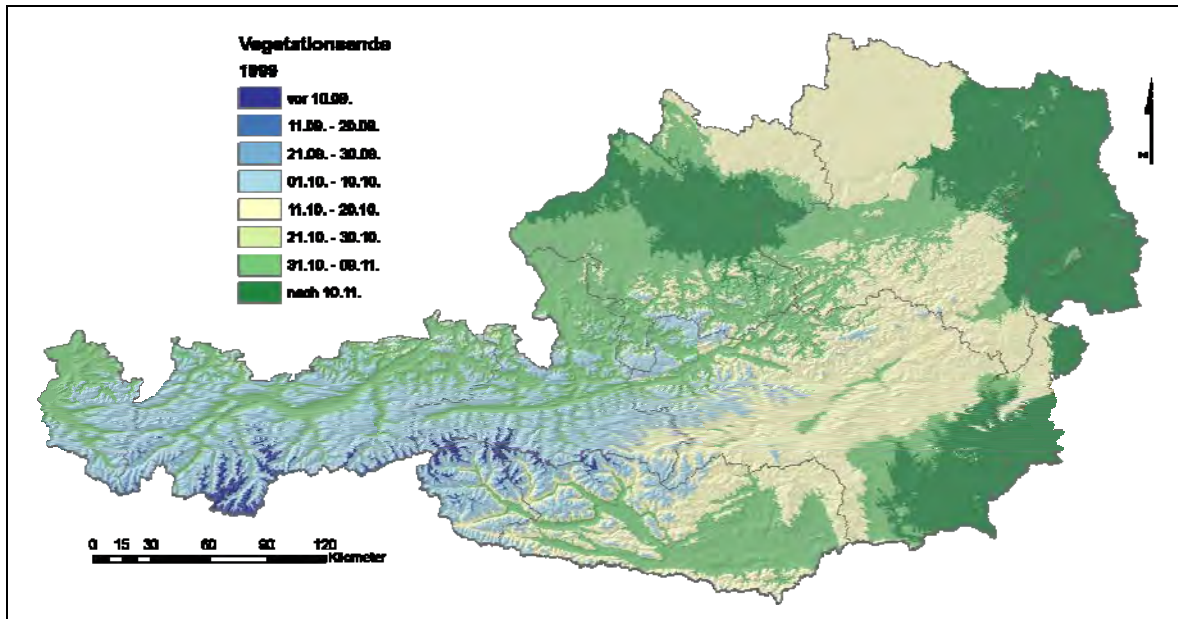 Vegetationsende
1999
vor 10.09.
11.09. - 20.09.
21.09. - 30.09.
01.10. - 10.10.
11.10. - 20.10.
21.10. - 30.10.
31.10. - 09.11.
nach 10.11.
N
0 15 30 60 90 120
Kilometer